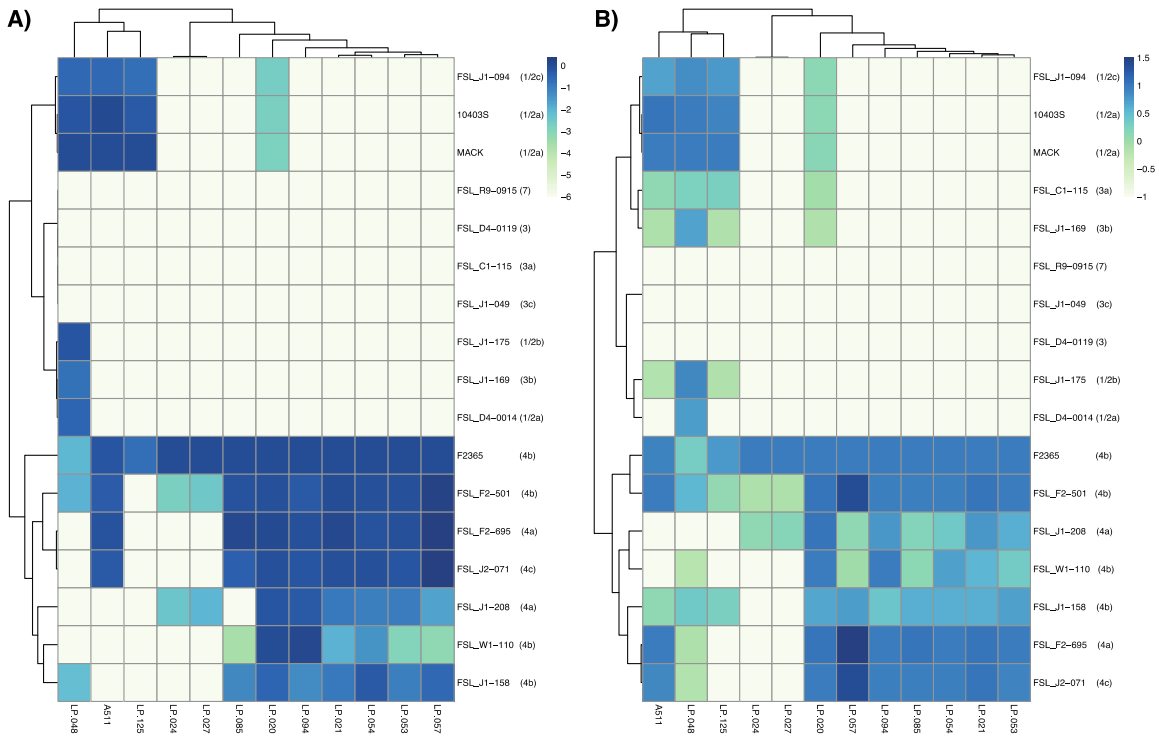 A)
B)
0
−1
−2
−3
−4
−5
−6
1.5
1
0.5
0
−0.5
−1
FSL_J1−094 (1/2c)
10403S (1/2a)
MACK (1/2a)
FSL_R9−0915 (7)
FSL_D4−0119 (3)
FSL_C1−115 (3a)
FSL_J1−049 (3c)
FSL_J1−175 (1/2b)
FSL_J1−169 (3b)
FSL_D4−0014 (1/2a)
F2365 (4b)
FSL_F2−501 (4b)
FSL_F2−695 (4a)
FSL_J2−071 (4c)
FSL_J1−208 (4a)
FSL_W1−110 (4b)
FSL_J1−158 (4b)
LP.048
A511
LP.125
LP.024
LP.027
LP.085
LP.020
LP.094
LP.021
LP.054
LP.053
LP.057
FSL_J1−094 (1/2c)
10403S (1/2a)
MACK (1/2a)
FSL_C1−115 (3a)
FSL_J1−169 (3b)
FSL_R9−0915 (7)
FSL_J1−049 (3c)
FSL_D4−0119 (3)
FSL_J1−175 (1/2b)
FSL_D4−0014 (1/2a)
F2365 (4b)
FSL_F2−501 (4b)
FSL_J1−208 (4a)
FSL_W1−110 (4b)
FSL_J1−158 (4b)
FSL_F2−695 (4a)
FSL_J2−071 (4c)
A511
LP.048
LP.125
LP.024
LP.027
LP.020
LP.057
LP.094
LP.085
LP.054
LP.021
LP.053